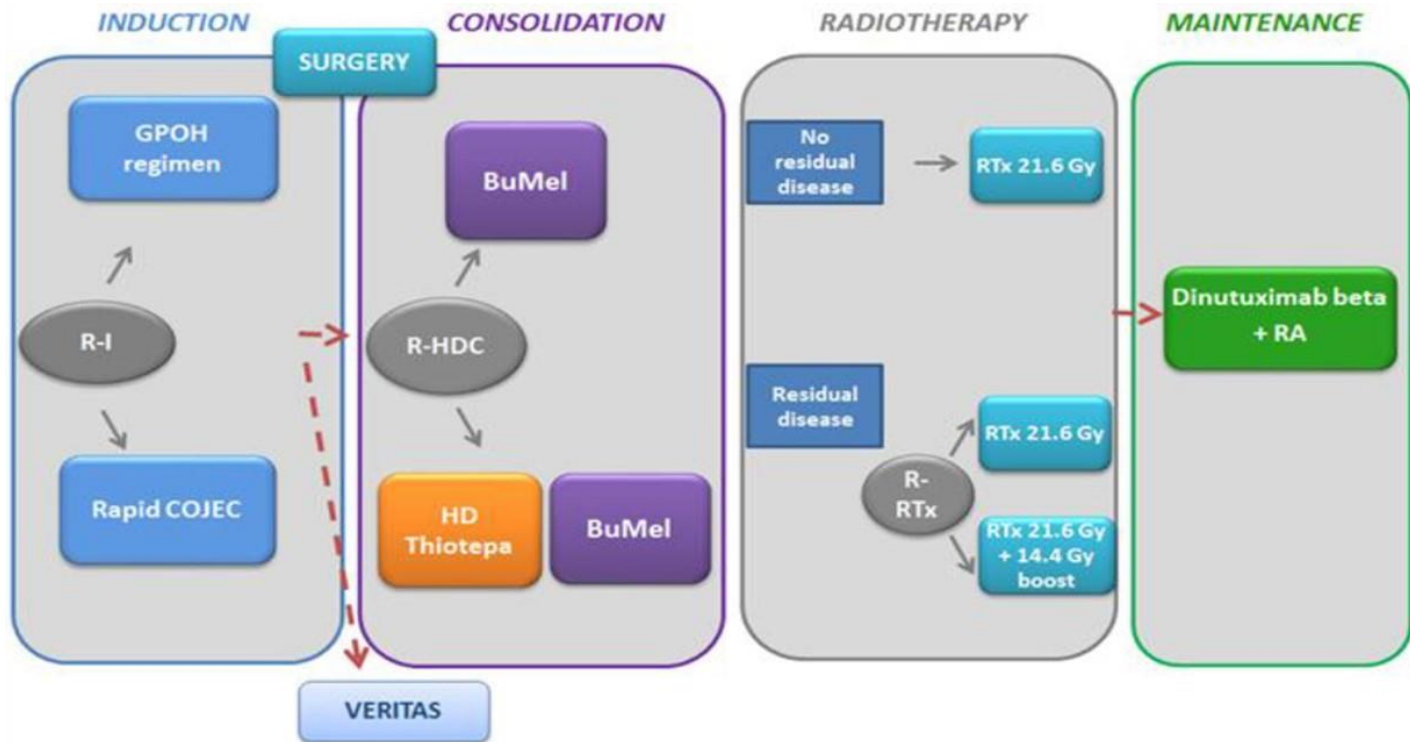 INDUCTION
CONSOLIDATION
RADIOTHERAPY
MAINTENANCE
SURGERY
GPOH
regimen
R-I
Rapid COJEC
BuMel
R-HDC
HD
Thiotepa
BuMel
VERITAS
No
residual
disease
RTx 21.6 Gy
Residual
disease
R-
RTx
RTx 21.6 Gy
RTx 21.6 Gy
+ 14.4 Gy
boost
Dinutuximab beta
+ RA